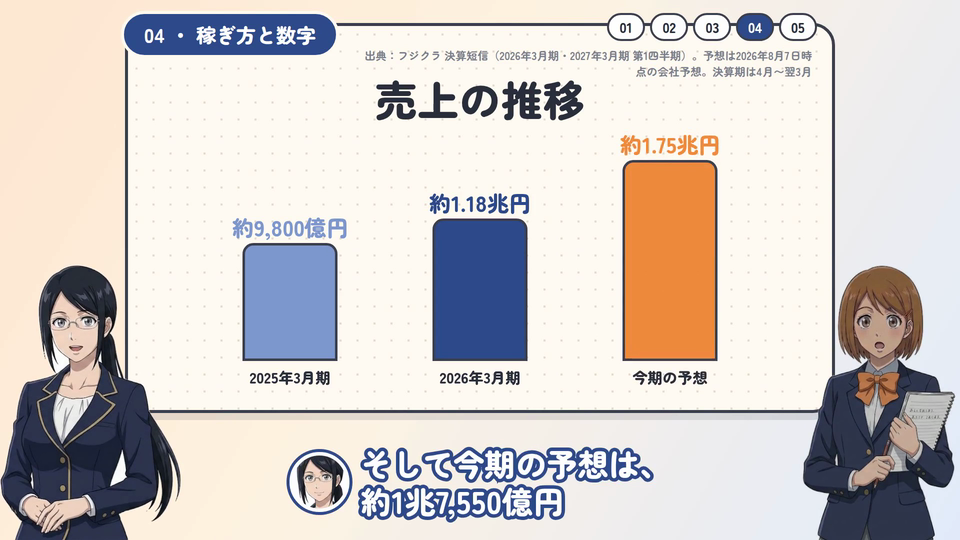 04 ・ 稼ぎ方と数字
01 02 03 04 05
出典：フジクラ 決算短信（2026年3月期・2027年3月期 第1四半期）。予想は2026年8月7日時
点の会社予想。決算期は4月〜翌3月
売上の推移
約9,800億円
約1.18兆円
約1.75兆円
2025年3月期
2026年3月期
今期の予想
そして今期の予想は、
約1兆7,550億円